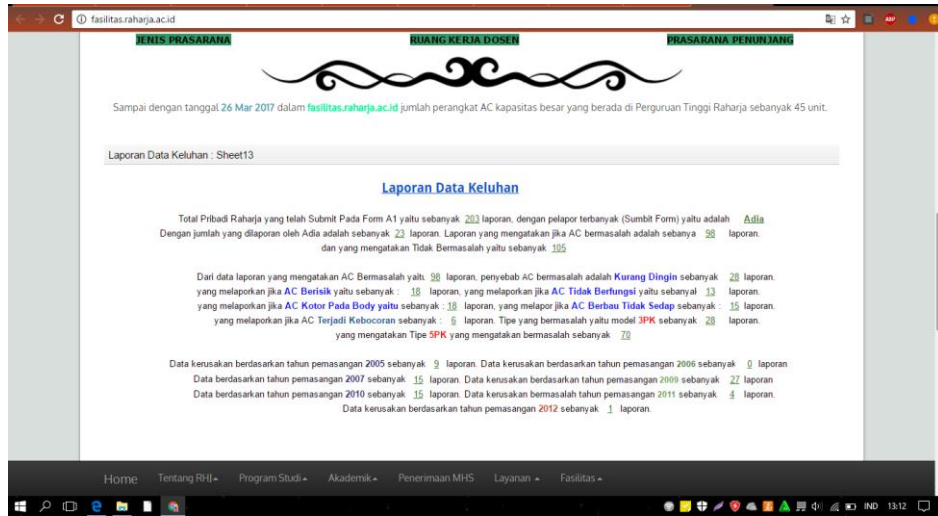 fasilitas.raharja.ac.id
ABP
JENIS PRASARANA RUANG KERJA DOSEN PRASARANA PENUNJANG
Sampai dengan tanggal 26 Mar 2017 dalam fasilitas.raharja.ac.id jumlah perangkat AC kapasitas besar yang berada di Perguruan Tinggi Raharja sebanyak 45 unit.
Laporan Data Keluhan : Sheet13
Laporan Data Keluhan
Total Pribadi Raharja yang telah Submit Pada Form A1 yaitu sebanyak 203 laporan, dengan pelapor terbanyak (Sumbit Form) yaitu adalah Adia
Dengan jumlah yang dilaporan oleh Adia adalah sebanyak 23 laporan. Laporan yang mengatakan jika AC bermasalah adalah sebanya 98 laporan.
dan yang mengatakan Tidak Bermasalah yaitu sebanyak 105
Dari data laporan yang mengatakan AC Bermasalah yaitu 98 laporan, penyebab AC bermasalah adalah Kurang Dingin sebanyak 28 laporan.
yang melaporkan jika AC Berisik yaitu sebanyak : 18 laporan, yang melaporkan jika AC Tidak Berfungsi yaitu sebanyal 13 laporan.
yang melaporkan jika AC Kotor Pada Body yaitu sebanyak : 18 laporan, yang melapor jika AC Berbau Tidak Sedap sebanyak : 15 laporan.
yang melaporkan jika AC Terjadi Kebocoran sebanyak : 6 laporan. Tipe yang bermasalah yaitu model 3PK sebanyak 28 laporan.
yang mengatakan Tipe 5PK yang mengatakan bermasalah sebanyak 70
Data kerusakan berdasarkan tahun pemasangan 2005 sebanyak 9 laporan. Data kerusakan berdasarkan tahun pemasangan 2006 sebanyak 0 laporan
Data berdasarkan tahun pemasangan 2007 sebanyak 15 laporan. Data kerusakan berdasarkan tahun pemasangan 2009 sebanyak 27 laporan
Data berdasarkan tahun pemasangan 2010 sebanyak 15 laporan. Data kerusakan bermasalah tahun pemasangan 2011 sebanyak 4 laporan.
Data kerusakan berdasarkan tahun pemasangan 2012 sebanyak 1 laporan.
Home Tentang RHJ Program Studi Akademik Penerimaan MHS Layanan Fasilitas
IND 13:12